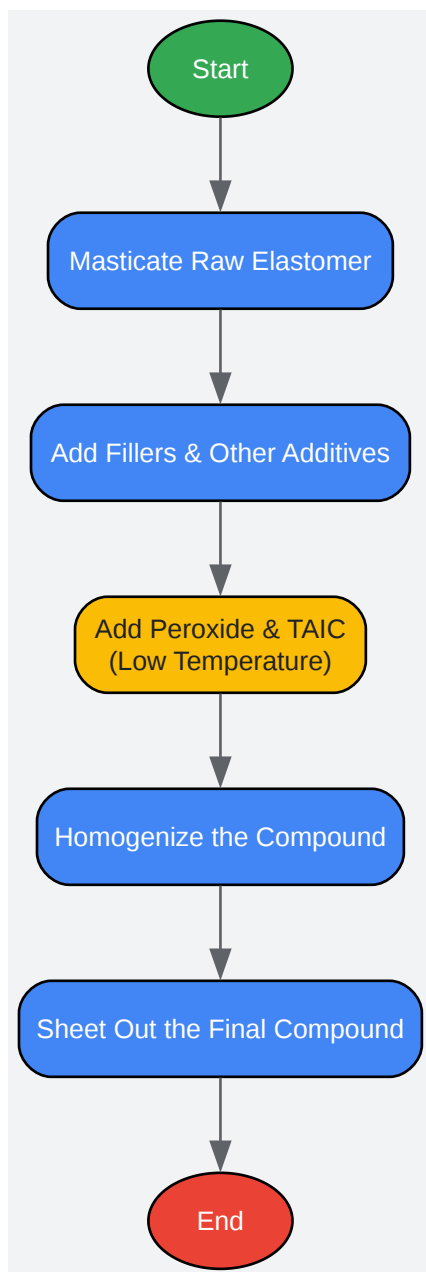 Start
Masticate Raw Elastomer
Add Fillers & Other Additives
Add Peroxide & TAIC
(Low Temperature)
Homogenize the Compound
Sheet Out the Final Compound
End